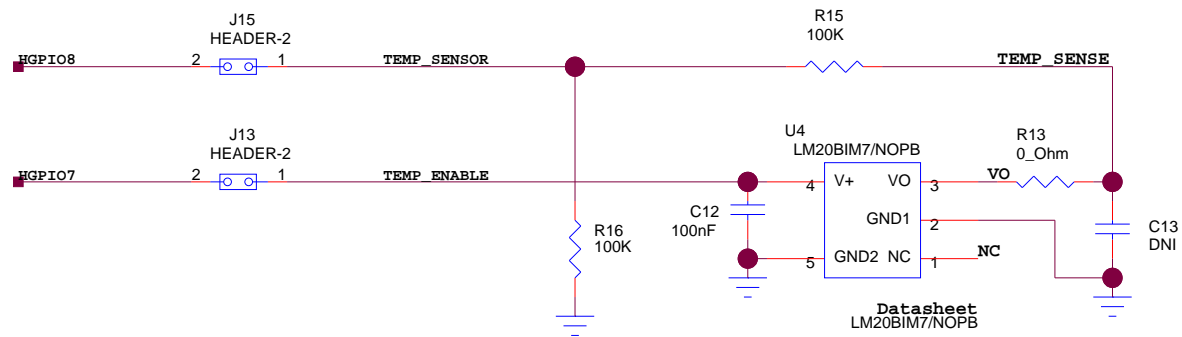 J15
HEADER-2
R15
100K
HGPIO8
2
1
TEMP_SENSOR
TEMP_SENSE
J13
HEADER-2
U4
LM20BIM7/NOPB
R13
0_Ohm
HGPIO7
2
1
TEMP_ENABLE
4
V+
VO
3
VO
C12
100nF
GND1
2
R16
100K
C13
DNI
5
GND2
NC
1
NC
Datasheet
LM20BIM7/NOPB